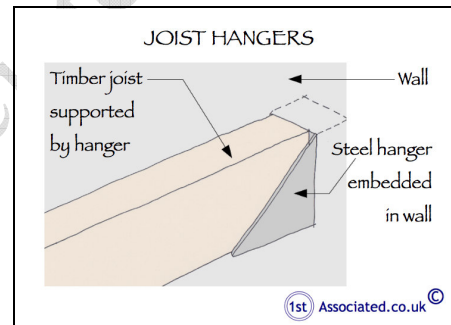 JOIST HANGERS
Timber joist
supported
by hanger
Wall
Steel hanger
embedded
in wall
1st Associated.co.uk ©